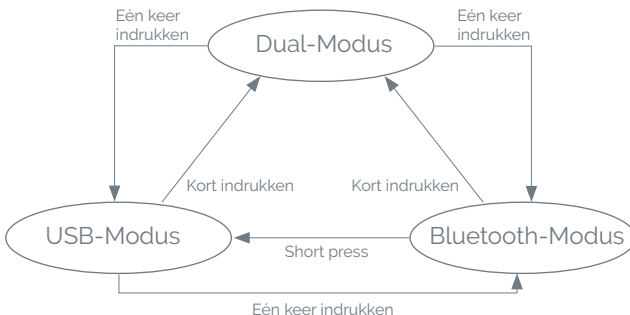 Eén keer
indrukken
Eén keer
indrukken
Dual-Modus
Kort indrukken
Kort indrukken
USB-Modus
Bluetooth-Modus
Short press
Eén keer indrukken